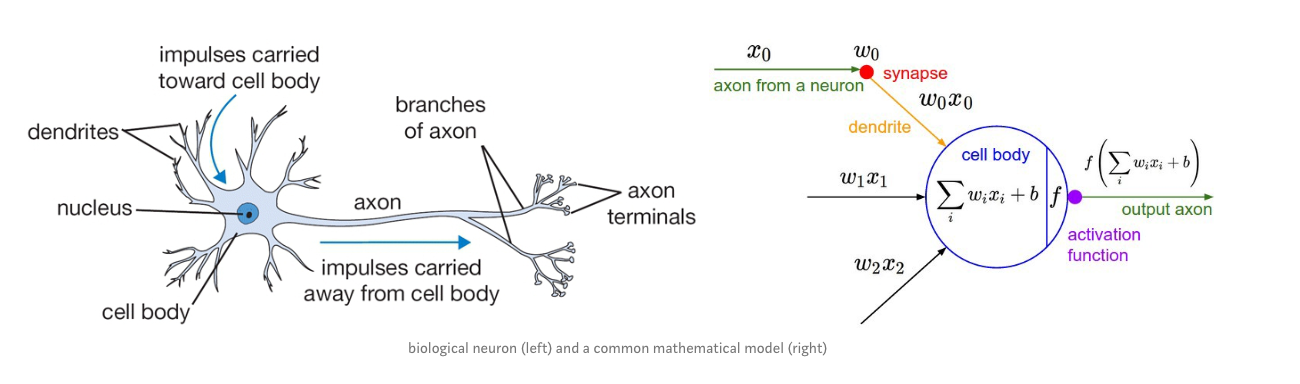 impulses carried
toward cell body
dendrites
nucleus
cell body
branches
of axon
axon
axon
terminals
impulses carried
away from cell body
x₀
w₀
synapse
axon from a neuron
w₀x₀
dendrite
cell body
w₁x₁
∑ᵢ wᵢxᵢ + b
f
f(∑ᵢ wᵢxᵢ + b)
output axon
activation
function
w₂x₂
biological neuron (left) and a common mathematical model (right)